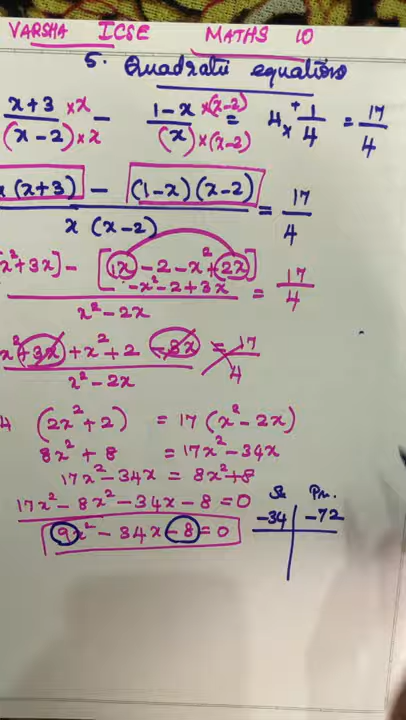 VARSHA ICSE MATHS 10
5. Quadratic equations
x+3/(x-2) ×x/×x - 1-x/(x) ×(x-2)/×(x-2) = 4 ×+ 1/4 = 17/4
(x+3) - (1-x)(x-2) / x(x-2) = 17/4
x²+3x] - [1x-2-x²+2x] / x²-2x = 17/4
-x²-2+3x
x²+3x+x²+2-3x / x²-2x = 17/4
4 (2x²+2) = 17(x²-2x)
8x²+8 = 17x²-34x
17x²-34x = 8x²+8
17x²-8x²-34x-8=0
9x²-34x-8=0
Su Pro.
-34 | -72